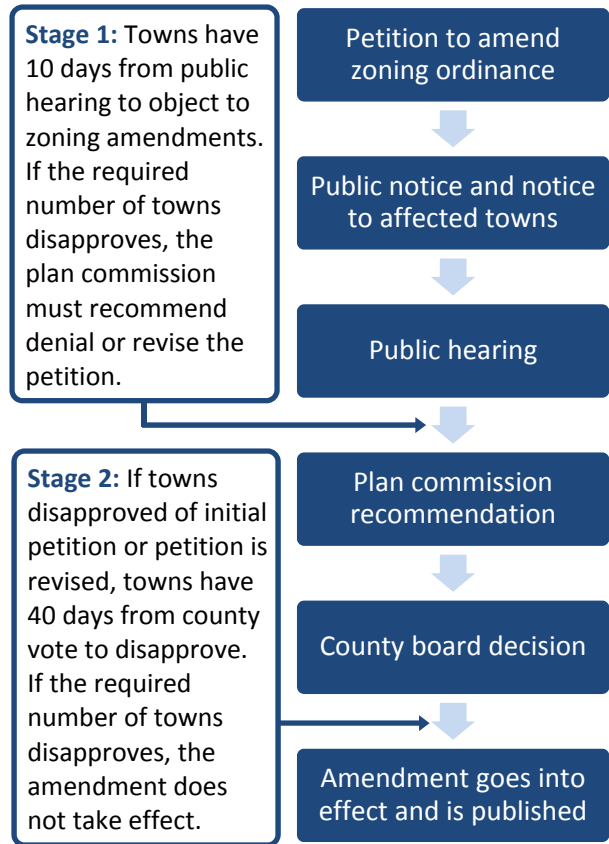 Stage 1: Towns have
10 days from public
hearing to object to
zoning amendments.
If the required
number of towns
disapproves, the
plan commission
must recommend
denial or revise the
petition.
Stage 2: If towns
disapproved of initial
petition or petition is
revised, towns have
40 days from county
vote to disapprove.
If the required
number of towns
disapproves, the
amendment does
not take effect.
Petition to amend
zoning ordinance
Public notice and notice
to affected towns
Public hearing
Plan commission
recommendation
County board decision
Amendment goes into
effect and is published